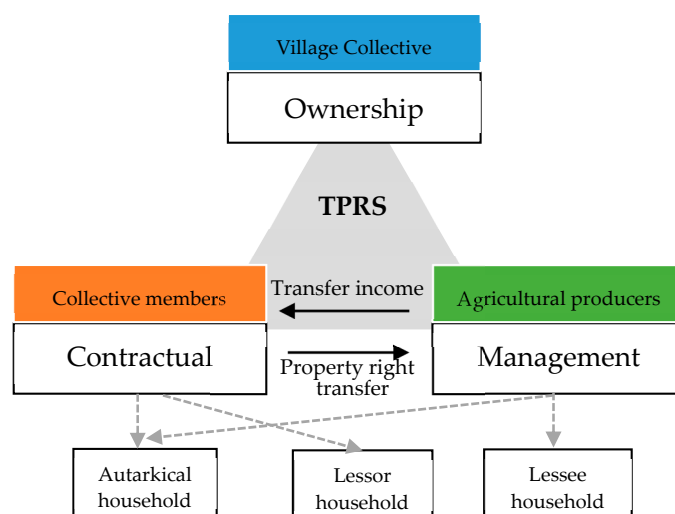 Village Collective
Ownership
TPRS
Collective members
Transfer income
Agricultural producers
Contractual
Property right
transfer
Management
Autarkical
household
Lessor
household
Lessee
household